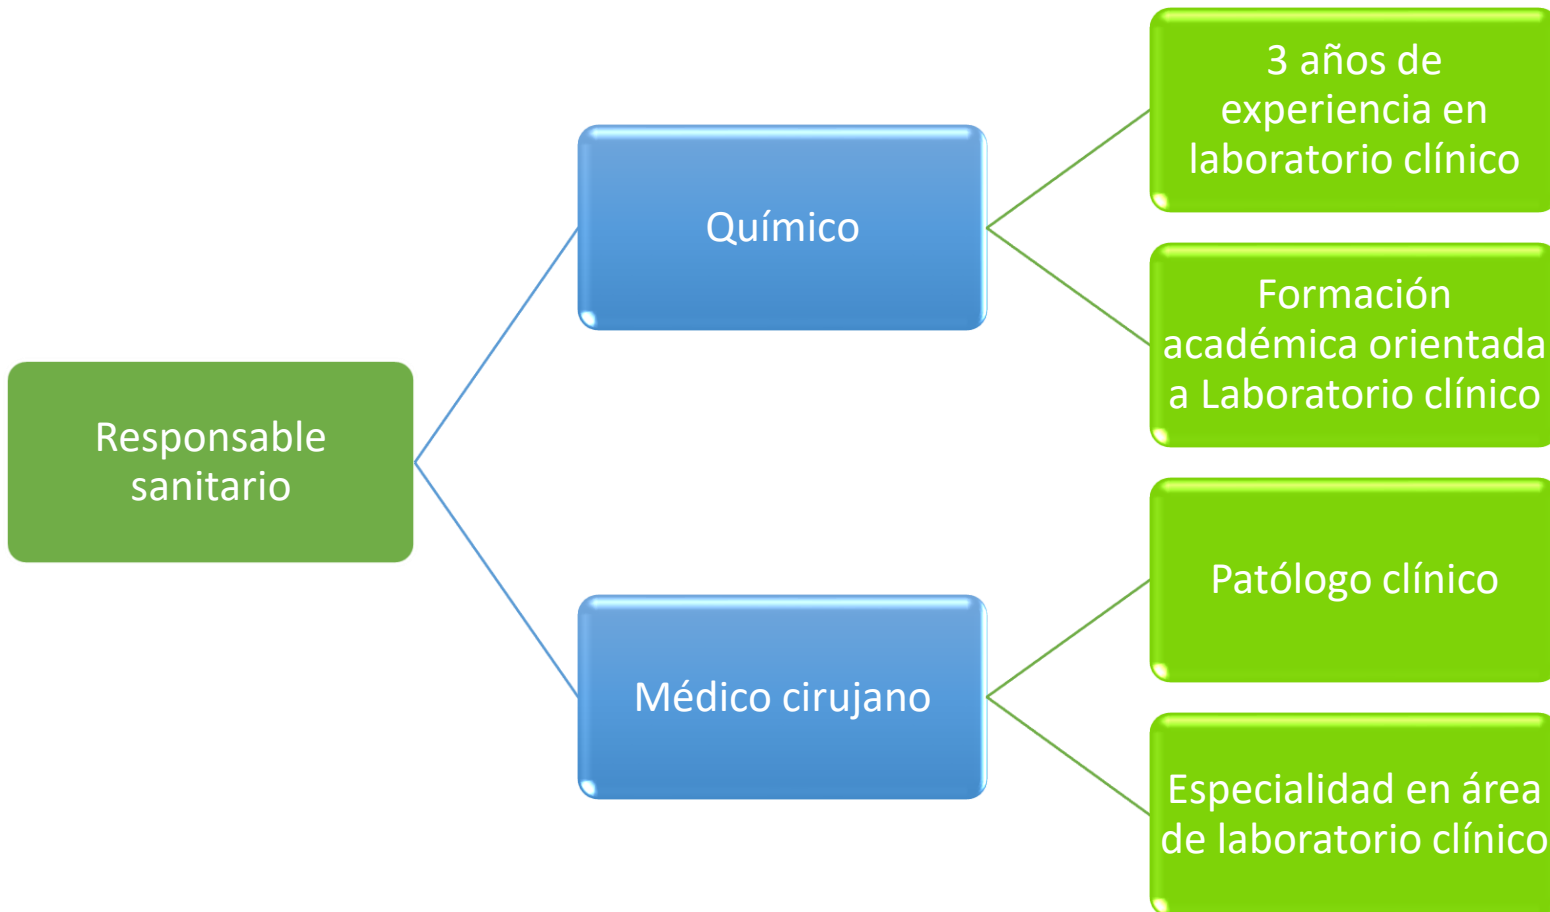 Responsable
sanitario
Químico
3 años de
experiencia en
laboratorio clínico
Formación
académica orientada
a Laboratorio clínico
Médico cirujano
Patólogo clínico
Especialidad en área
de laboratorio clínico